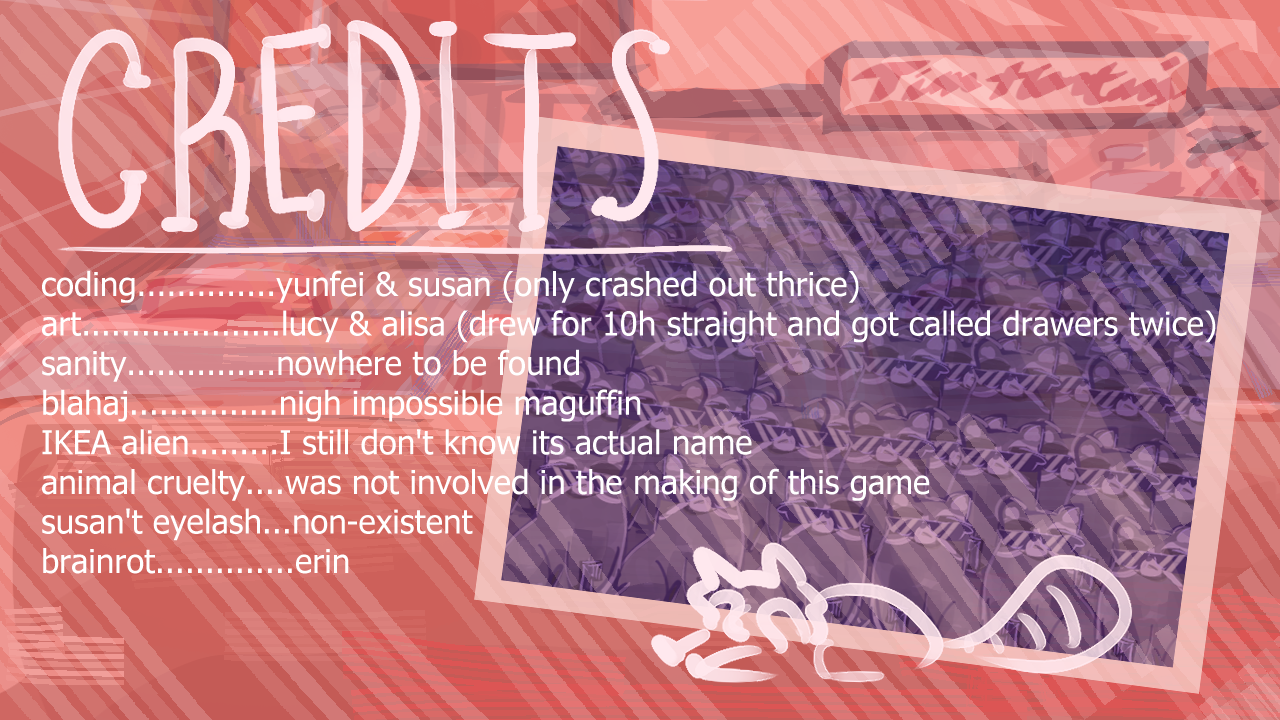 CREDITS
Tim Hortons
coding.............yunfei & susan (only crashed out thrice)
art....................lucy & alisa (drew for 10h straight and got called drawers twice)
sanity..............nowhere to be found
blahaj...............nigh impossible maguffin
IKEA alien.........I still don't know its actual name
animal cruelty....was not involved in the making of this game
susan't eyelash...non-existent
brainrot..............erin